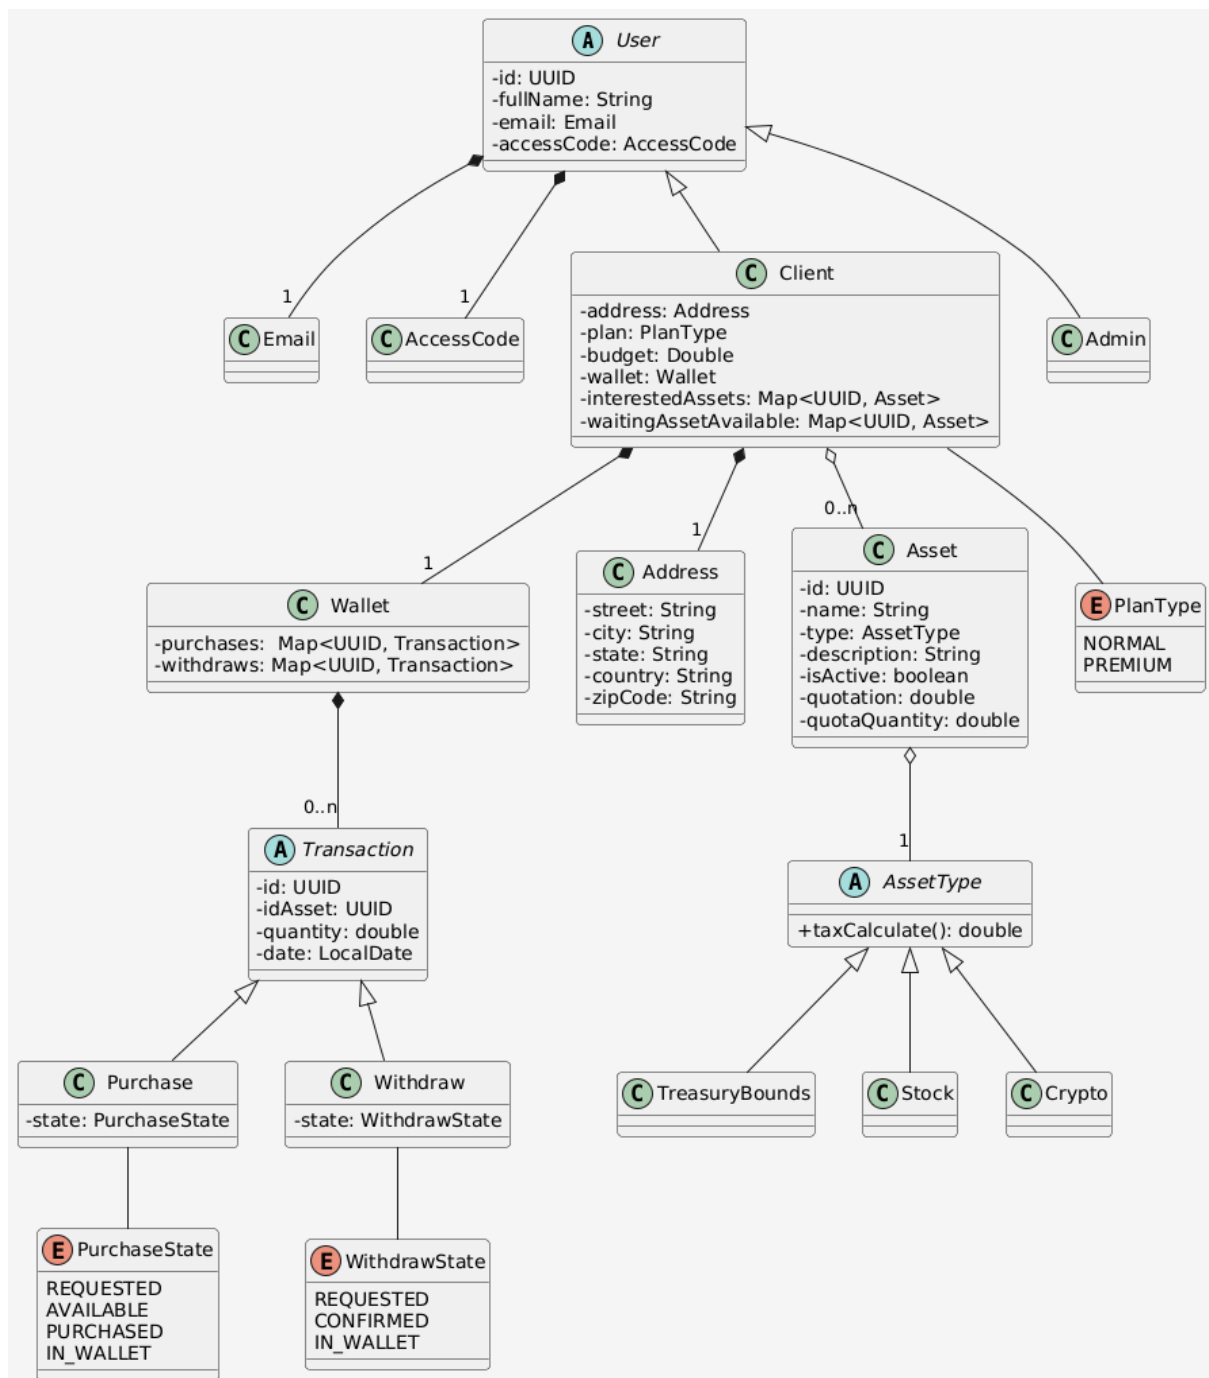 A User
-id: UUID
-fullName: String
-email: Email
-accessCode: AccessCode
1
1
C Email
C AccessCode
C Client
-address: Address
-plan: PlanType
-budget: Double
-wallet: Wallet
-interestedAssets: Map<UUID, Asset>
-waitingAssetAvailable: Map<UUID, Asset>
C Admin
1
1
0..n
C Wallet
-purchases:  Map<UUID, Transaction>
-withdraws: Map<UUID, Transaction>
C Address
-street: String
-city: String
-state: String
-country: String
-zipCode: String
C Asset
-id: UUID
-name: String
-type: AssetType
-description: String
-isActive: boolean
-quotation: double
-quotaQuantity: double
E PlanType
NORMAL
PREMIUM
0..n
1
A Transaction
-id: UUID
-idAsset: UUID
-quantity: double
-date: LocalDate
A AssetType
+taxCalculate(): double
C Purchase
-state: PurchaseState
C Withdraw
-state: WithdrawState
C TreasuryBounds
C Stock
C Crypto
E PurchaseState
REQUESTED
AVAILABLE
PURCHASED
IN_WALLET
E WithdrawState
REQUESTED
CONFIRMED
IN_WALLET